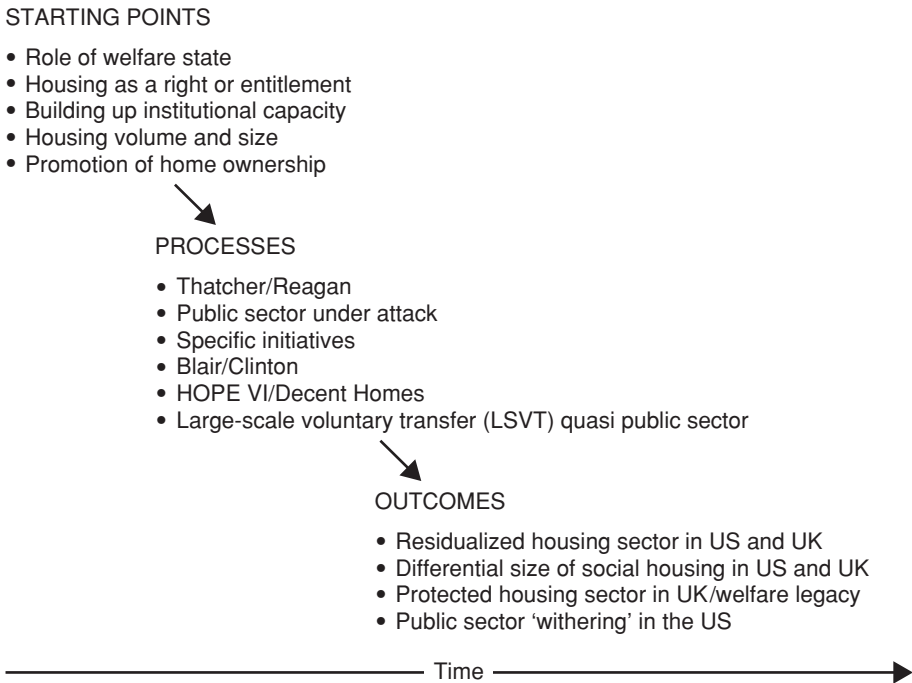 STARTING POINTS
• Role of welfare state
• Housing as a right or entitlement
• Building up institutional capacity
• Housing volume and size
• Promotion of home ownership
PROCESSES
• Thatcher/Reagan
• Public sector under attack
• Specific initiatives
• Blair/Clinton
• HOPE VI/Decent Homes
• Large-scale voluntary transfer (LSVT) quasi public sector
OUTCOMES
• Residualized housing sector in US and UK
• Differential size of social housing in US and UK
• Protected housing sector in UK/welfare legacy
• Public sector ‘withering’ in the US
Time